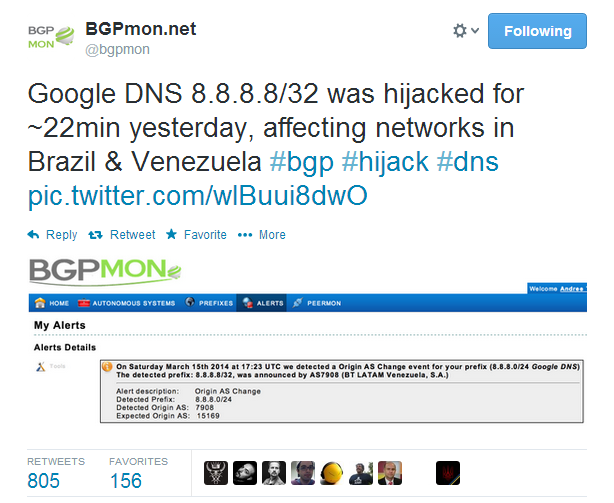 BGP
MON
BGPmon.net
@bgpmon
Following
Google DNS 8.8.8.8/32 was hijacked for
~22min yesterday, affecting networks in
Brazil & Venezuela #bgp #hijack #dns
pic.twitter.com/wIBuui8dwO
Reply Retweet Favorite More
BGPMON
Welcome Andree
HOME AUTONOMOUS SYSTEMS PREFIXES ALERTS PEERMON
My Alerts
Alerts Details
Tools
On Saturday March 15th 2014 at 17:23 UTC we detected a Origin AS Change event for your prefix (8.8.8.0/24 Google DNS)
The detected prefix: 8.8.8.8/32, was announced by AS7908 (BT LATAM Venezuela, S.A.)
Alert description: Origin AS Change
Detected Prefix: 8.8.8.0/24
Detected Origin AS: 7908
Expected Origin AS: 15169
RETWEETS FAVORITES
805 156